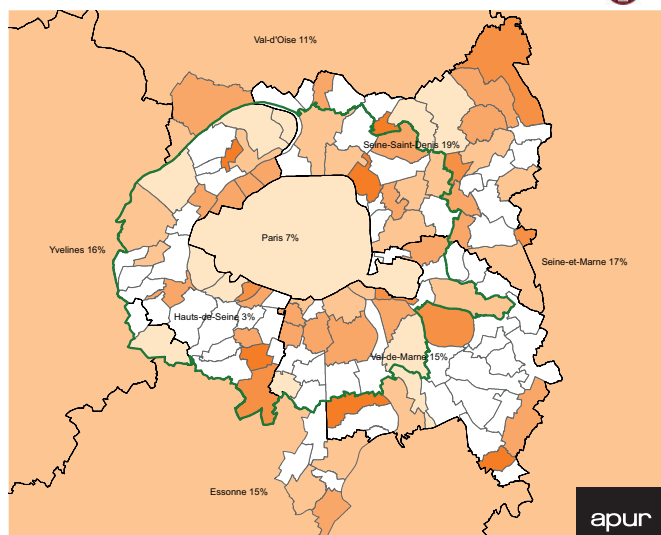 Val-d'Oise 11%
Seine-Saint-Denis 19%
Paris 7%
Yvelines 16%
Seine-et-Marne 17%
Hauts-de-Seine 3%
Val-de-Marne 15%
Essonne 15%
apur